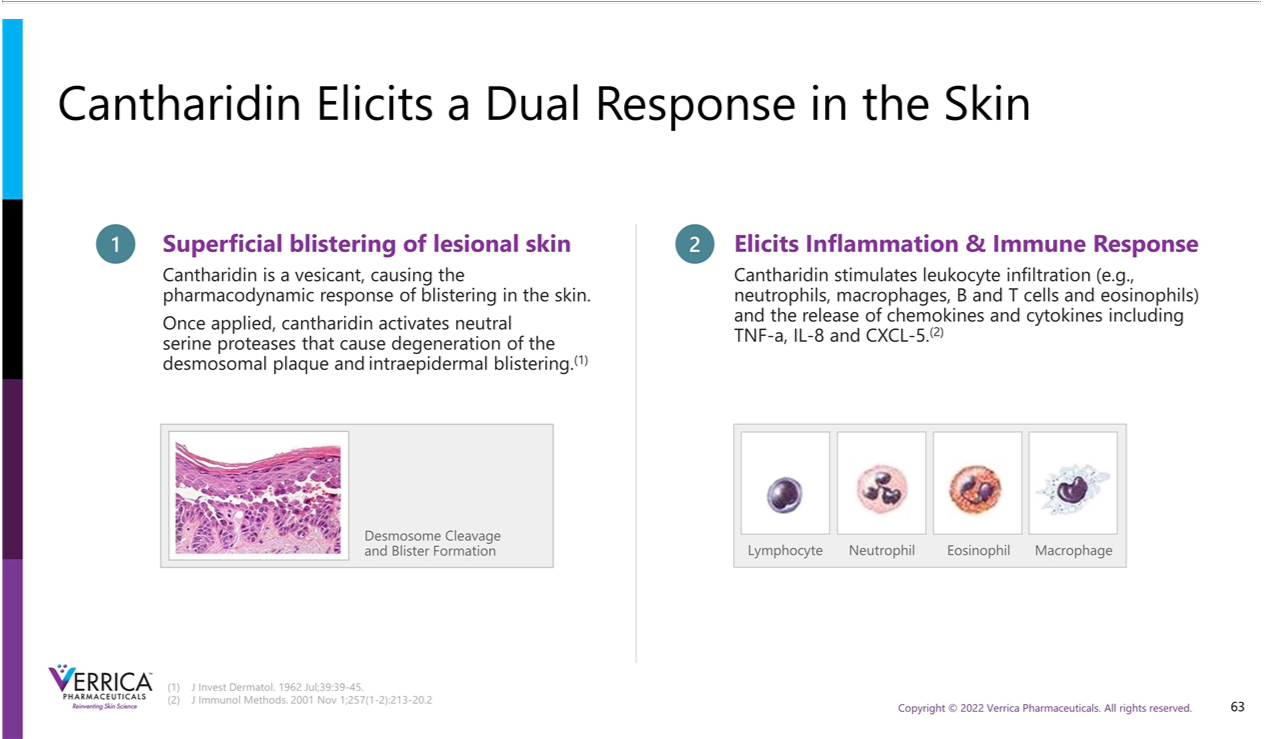 Cantharidin Elicits a Dual Response in the Skin
1
Superficial blistering of lesional skin
Cantharidin is a vesicant, causing the
pharmacodynamic response of blistering in the skin.
Once applied, cantharidin activates neutral
serine proteases that cause degeneration of the
desmosomal plaque and intraepidermal blistering.(1)
Desmosome Cleavage
and Blister Formation
2
Elicits Inflammation & Immune Response
Cantharidin stimulates leukocyte infiltration (e.g.,
neutrophils, macrophages, B and T cells and eosinophils)
and the release of chemokines and cytokines including
TNF-a, IL-8 and CXCL-5.(2)
Lymphocyte Neutrophil Eosinophil Macrophage
VERRICA™
PHARMACEUTICALS
Reinventing Skin Science
(1) J Invest Dermatol. 1962 Jul;39:39-45.
(2) J Immunol Methods. 2001 Nov 1;257(1-2):213-20.2
Copyright © 2022 Verrica Pharmaceuticals. All rights reserved. 63